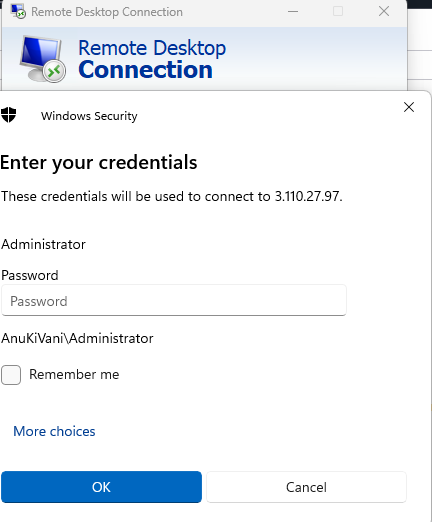 Remote Desktop Connection
Remote Desktop
Connection
Windows Security
Enter your credentials
These credentials will be used to connect to 3.110.27.97.
Administrator
Password
Password
AnuKiVani\Administrator
Remember me
More choices
OK
Cancel